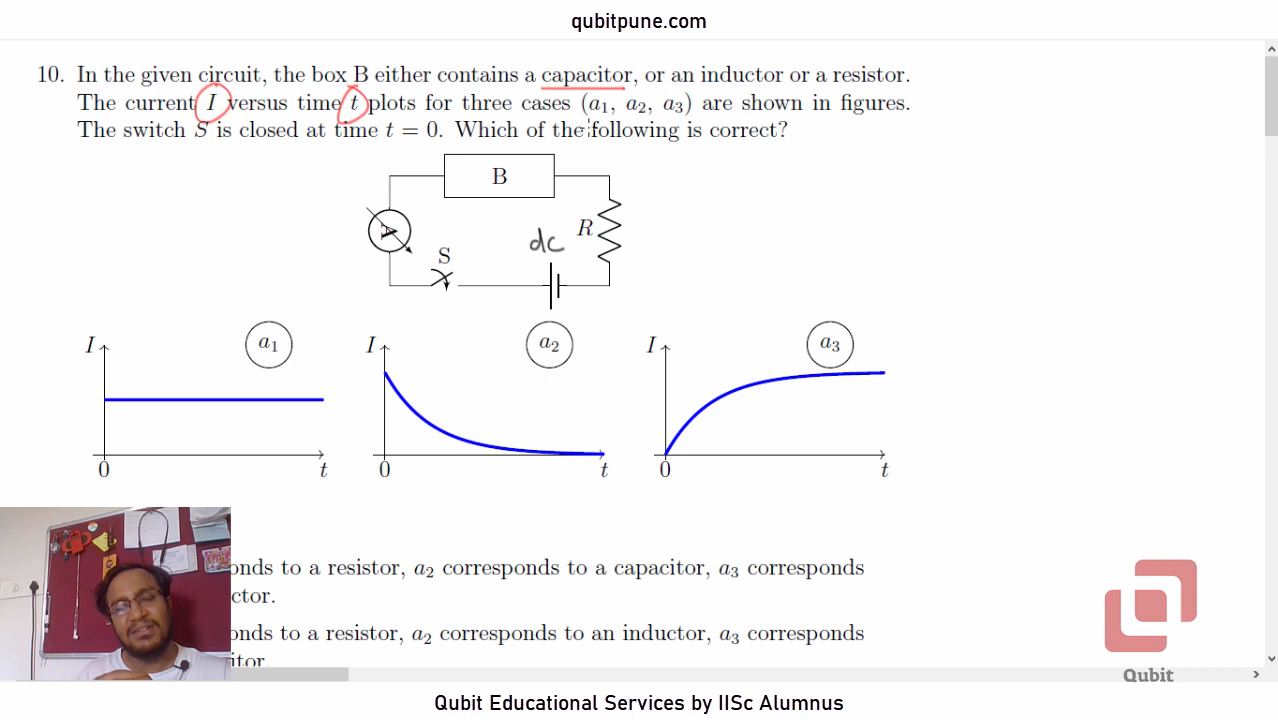 qubitpune.com
10. In the given circuit, the box B either contains a capacitor, or an inductor or a resistor.
The current I versus time t plots for three cases (a₁, a₂, a₃) are shown in figures.
The switch S is closed at time t = 0. Which of the following is correct?
B
A
R
dc
S
I
a₁
I
a₂
I
a₃
0
t
0
t
0
t
onds to a resistor, a₂ corresponds to a capacitor, a₃ corresponds
ctor.
onds to a resistor, a₂ corresponds to an inductor, a₃ corresponds
itor.
Qubit
Qubit Educational Services by IISc Alumnus